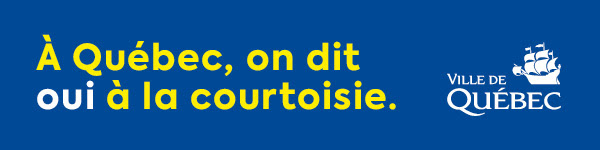 À Québec, on dit
oui à la courtoisie.
VILLE DE
QUÉBEC